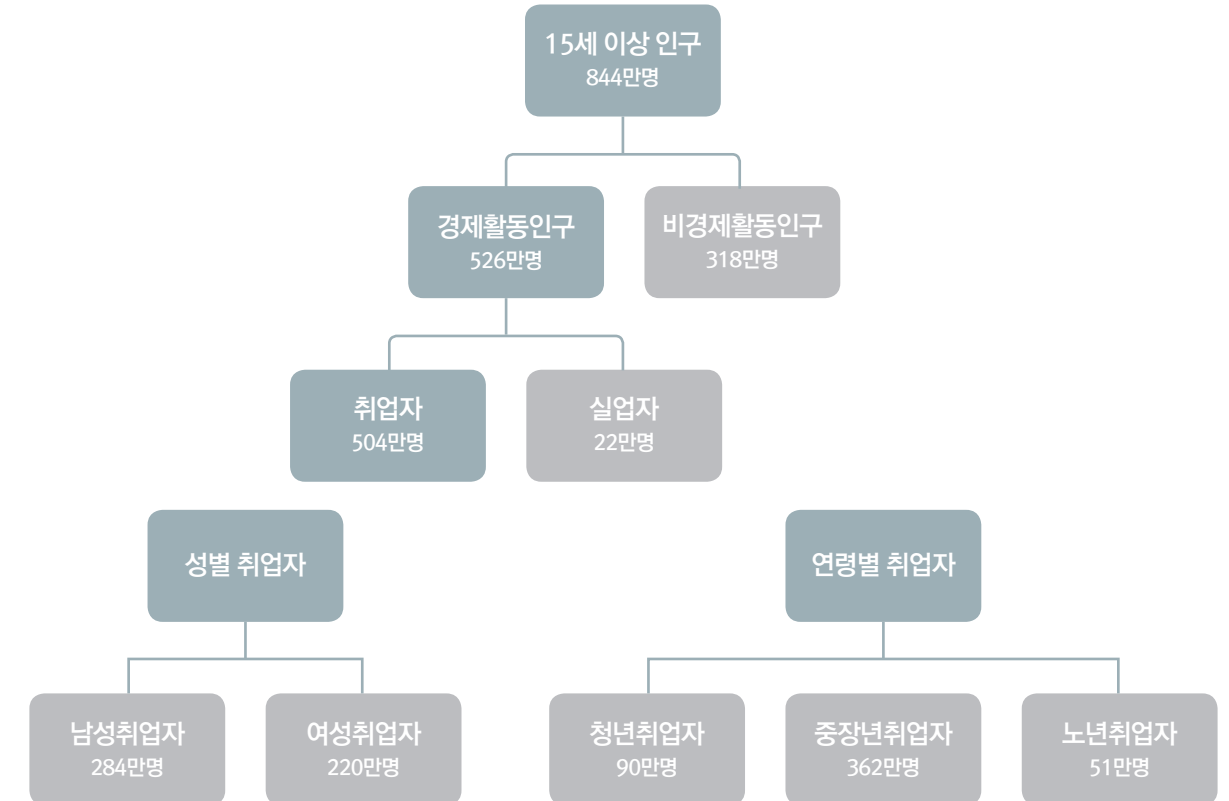 15세 이상 인구
844만명
경제활동인구
526만명
비경제활동인구
318만명
취업자
504만명
실업자
22만명
성별 취업자
연령별 취업자
남성취업자
284만명
여성취업자
220만명
청년취업자
90만명
중장년취업자
362만명
노년취업자
51만명